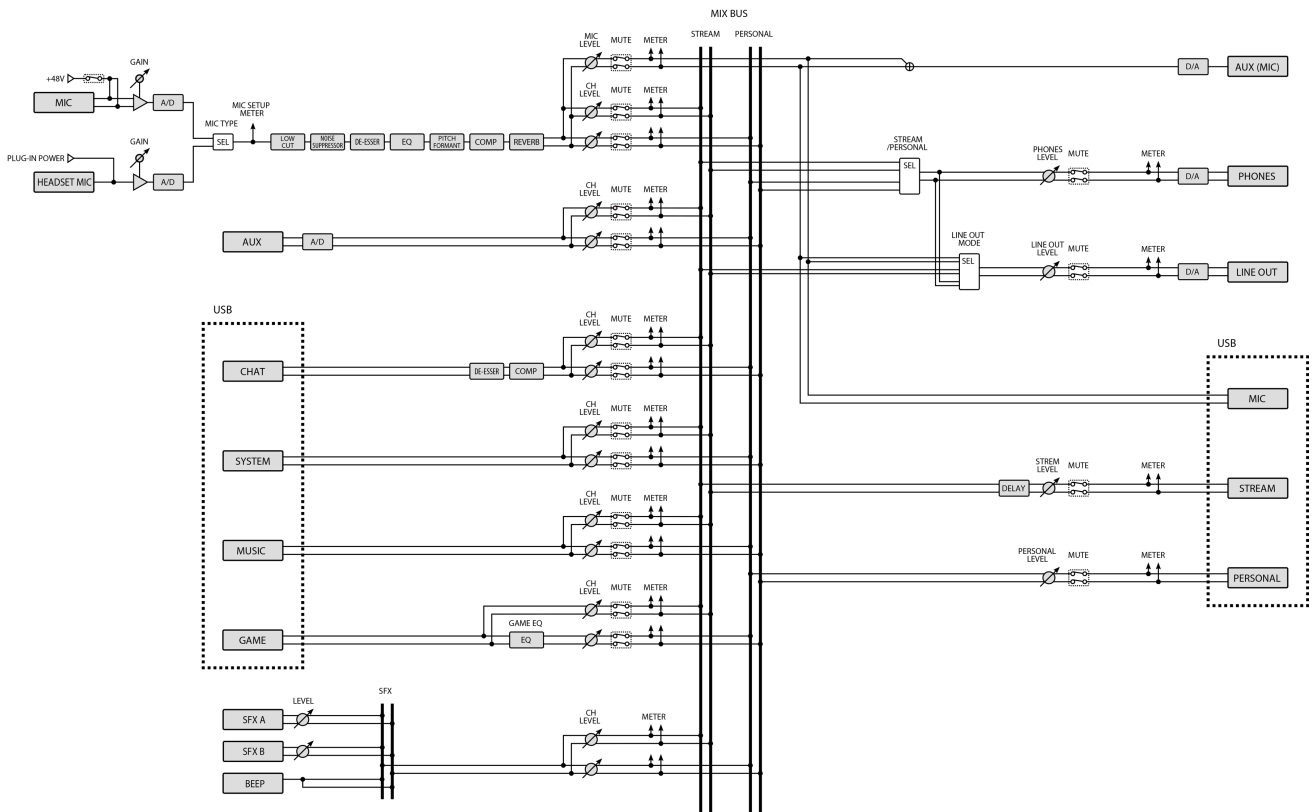 MIX BUS
STREAM
PERSONAL
MIC
LEVEL
MUTE
METER
GAIN
+48V
MIC
A/D
AUX (MIC)
D/A
CH
LEVEL
MIC SETUP
METER
MIC TYPE
SEL
LOW
CUT
NOISE
SUPPRESSOR
DE-ESSER
EQ
PITCH
FORMANT
COMP
REVERB
GAIN
PLUG-IN POWER
HEADSET MIC
A/D
STREAM
/PERSONAL
SEL
PHONES
LEVEL
MUTE
METER
D/A
PHONES
CH
LEVEL
MUTE
METER
AUX
A/D
LINE OUT
MODE
SEL
LINE OUT
LEVEL
MUTE
METER
D/A
LINE OUT
USB
CH
LEVEL
MUTE
METER
CHAT
DE-ESSER
COMP
USB
MIC
CH
LEVEL
MUTE
METER
SYSTEM
STREM
LEVEL
MUTE
METER
DELAY
STREAM
CH
LEVEL
MUTE
METER
MUSIC
PERSONAL
LEVEL
MUTE
METER
PERSONAL
CH
LEVEL
MUTE
METER
GAME EQ
GAME
EQ
SFX
LEVEL
SFX A
CH
LEVEL
METER
SFX B
BEEP